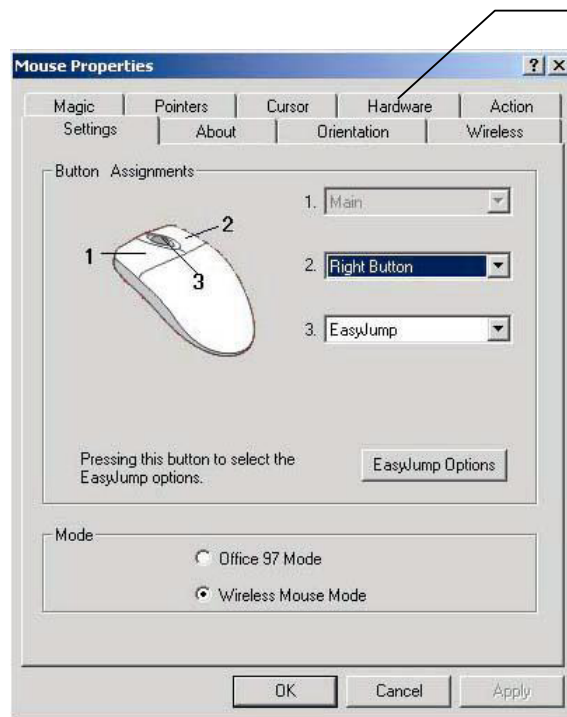 Mouse Properties
? ×
Magic Pointers Cursor Hardware Action
Settings About Orientation Wireless
Button Assignments
1. Main
2
1
3
2. Right Button
3. EasyJump
Pressing this button to select the
EasyJump options.
EasyJump Options
Mode
Office 97 Mode
Wireless Mouse Mode
OK Cancel Apply